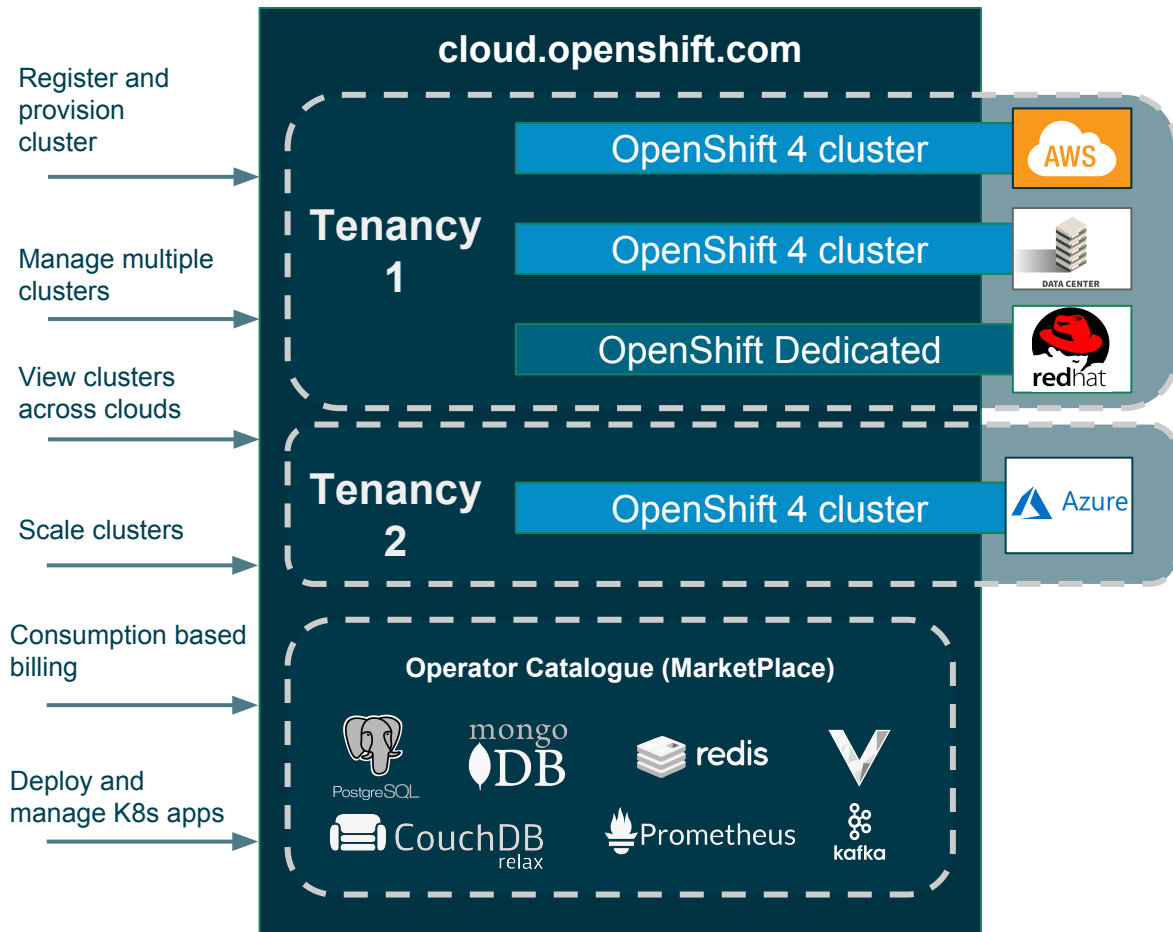 cloud.openshift.com
Register and
provision
cluster
Manage multiple
clusters
View clusters
across clouds
Scale clusters
Consumption based
billing
Deploy and
manage K8s apps
Tenancy
1
OpenShift 4 cluster
AWS
OpenShift 4 cluster
DATA CENTER
OpenShift Dedicated
redhat
Tenancy
2
OpenShift 4 cluster
Azure
Operator Catalogue (MarketPlace)
PostgreSQL
mongo
DB
redis
CouchDB
relax
Prometheus
kafka